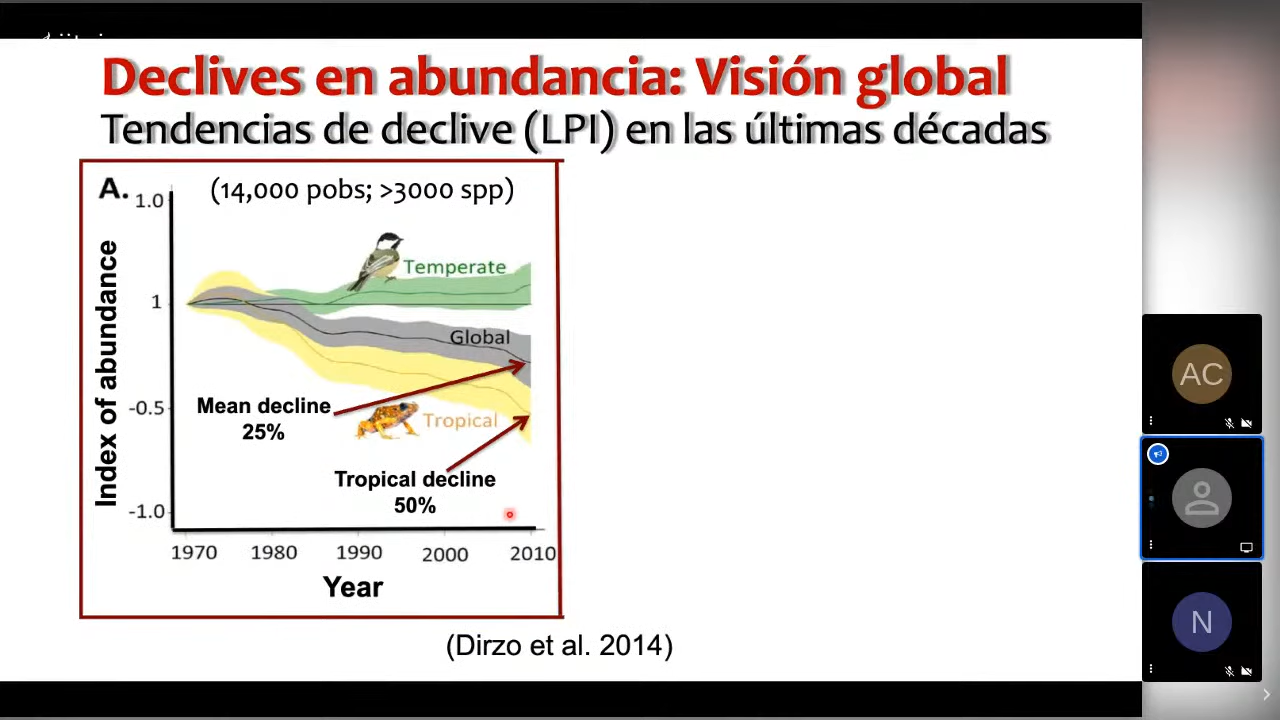 Declives en abundancia: Visión global
Tendencias de declive (LPI) en las últimas décadas
A.
(14,000 pobs; >3000 spp)
1.0
Temperate
1
Global
Index of abundance
-0.5
Mean decline
25%
Tropical
Tropical decline
50%
-1.0
1970 1980 1990 2000 2010
Year
(Dirzo et al. 2014)
AC
N